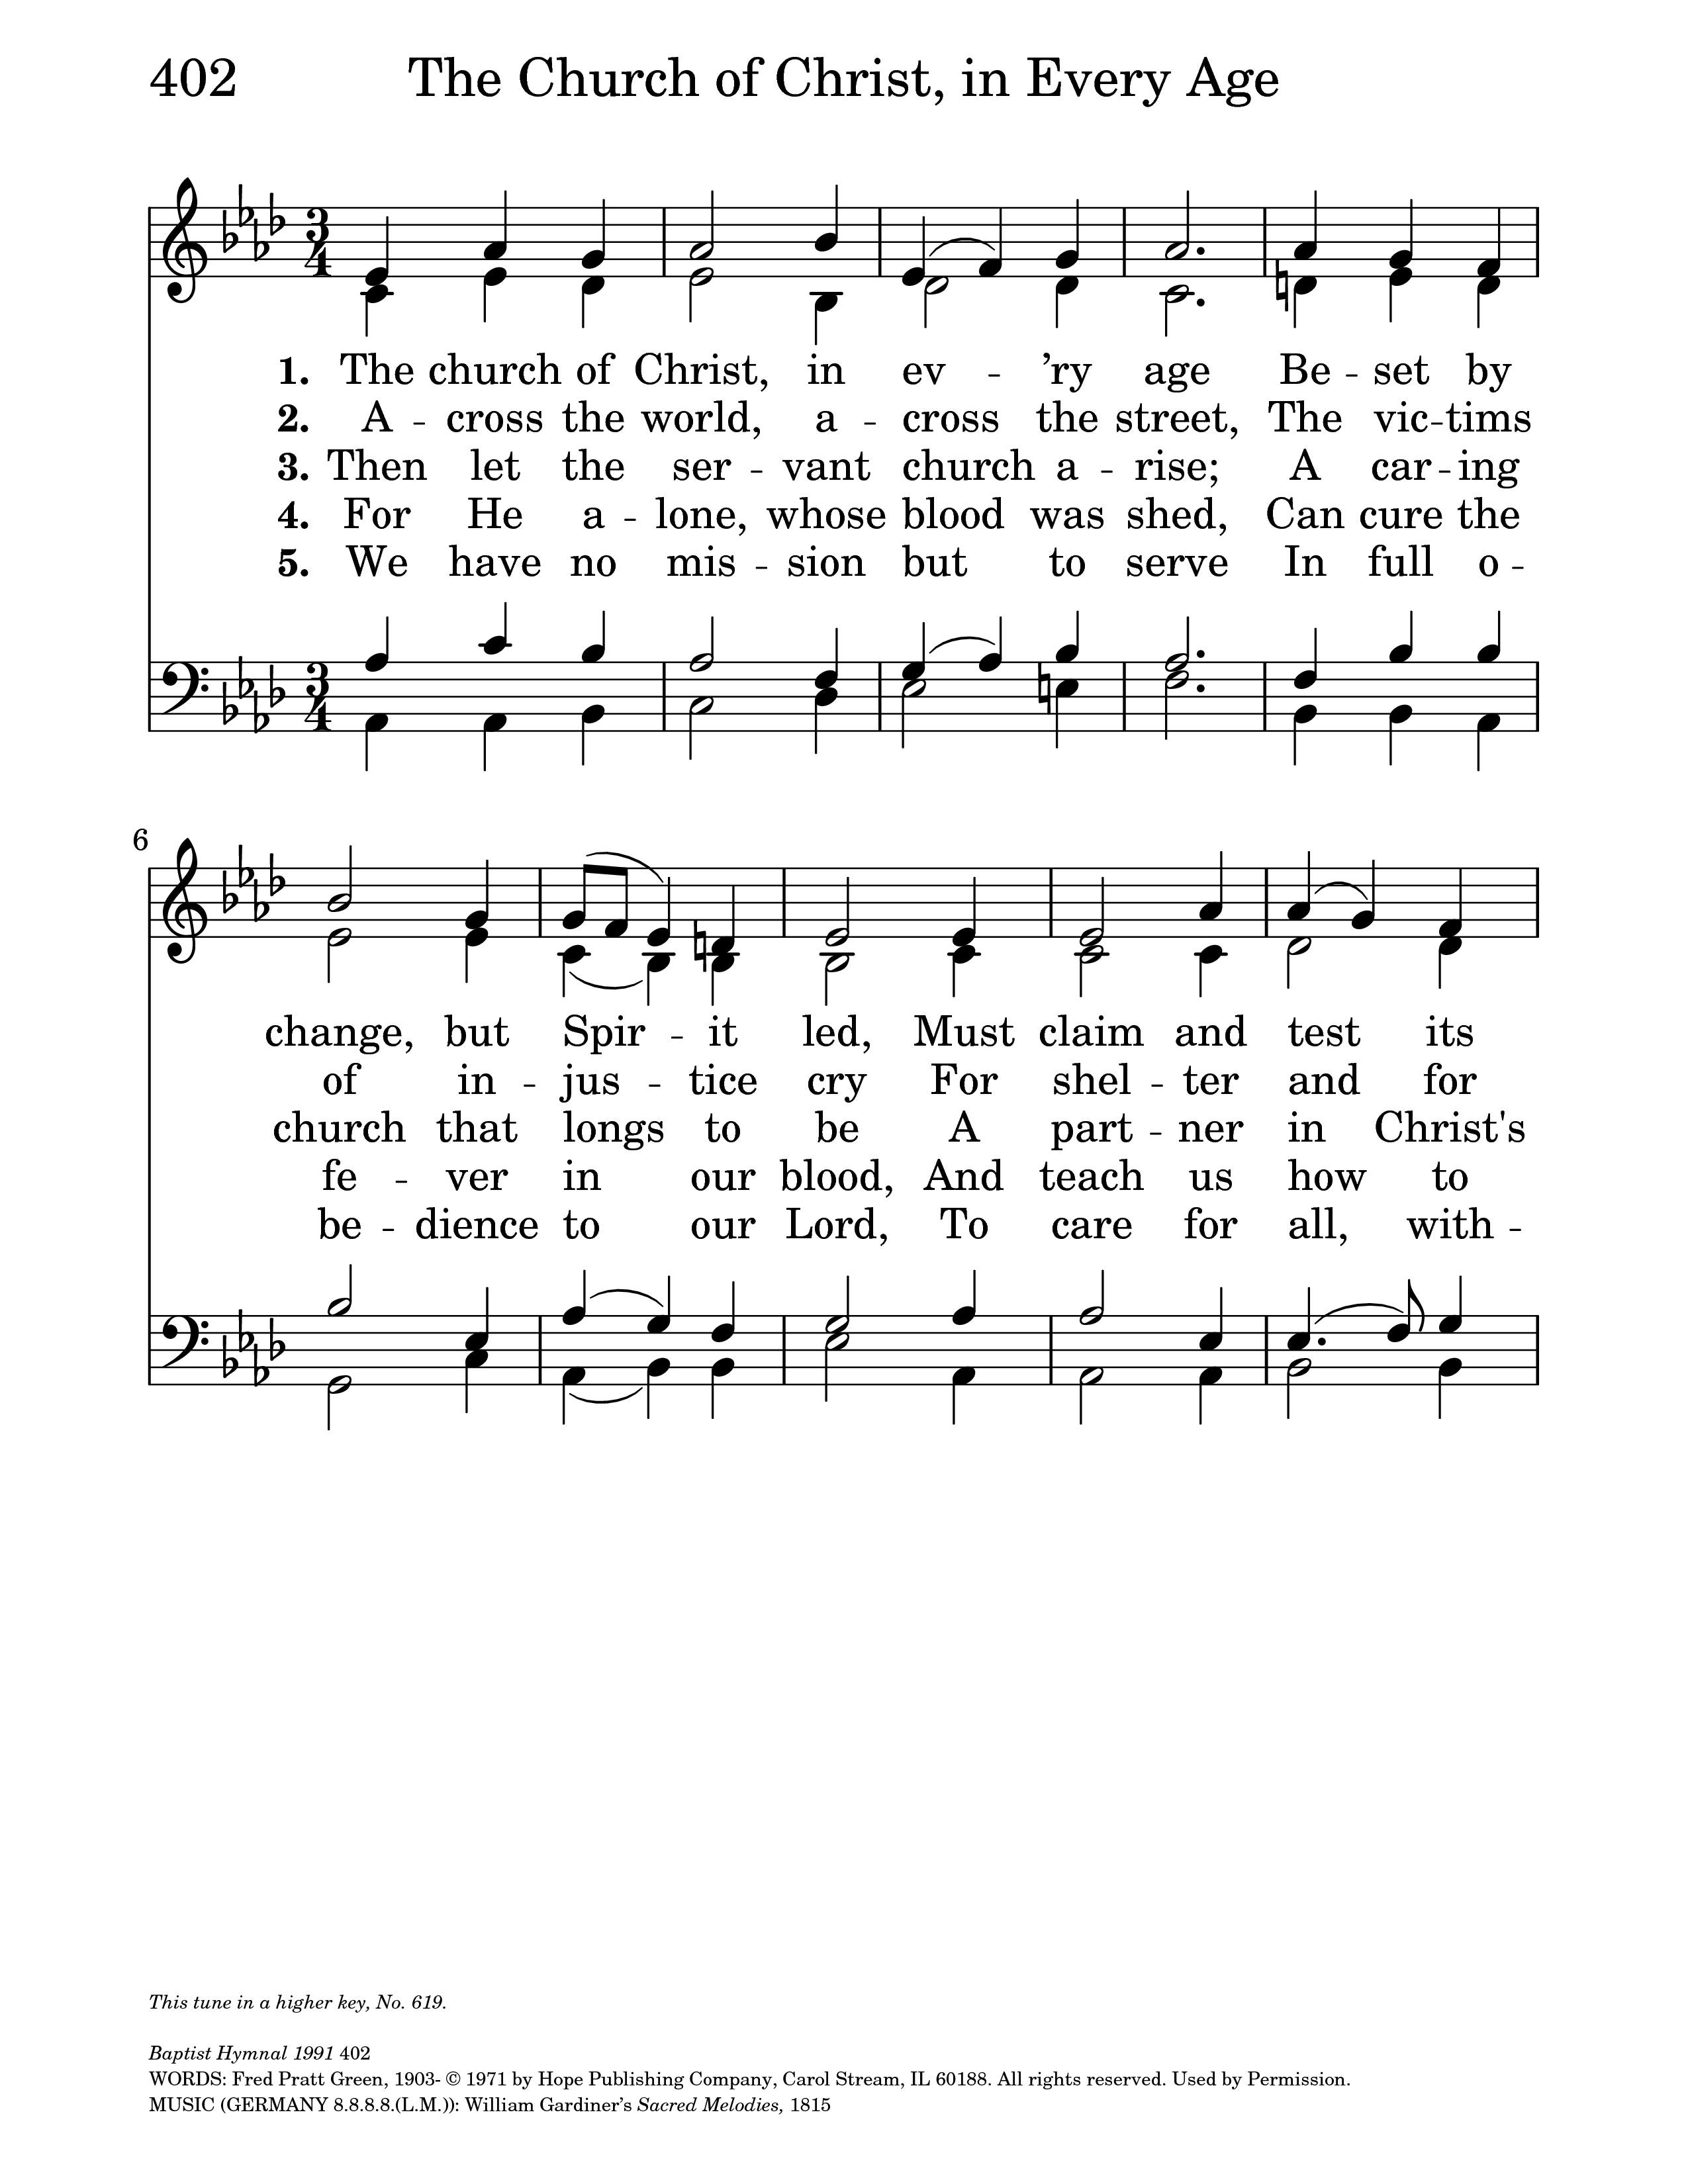 402 The Church of Christ, in Every Age
3
4
1. The church of Christ, in ev - ’ry age Be - set by
2. A - cross the world, a - cross the street, The vic - tims
3. Then let the ser - vant church a - rise; A car - ing
4. For He a - lone, whose blood was shed, Can cure the
5. We have no mis - sion but to serve In full o -
3
4
6
change, but Spir - it led, Must claim and test its
of in - jus - tice cry For shel - ter and for
church that longs to be A part - ner in Christ's
fe - ver in our blood, And teach us how to
be - dience to our Lord, To care for all, with -
This tune in a higher key, No. 619.
Baptist Hymnal 1991 402
WORDS: Fred Pratt Green, 1903- © 1971 by Hope Publishing Company, Carol Stream, IL 60188. All rights reserved. Used by Permission.
MUSIC (GERMANY 8.8.8.8.(L.M.)): William Gardiner’s Sacred Melodies, 1815